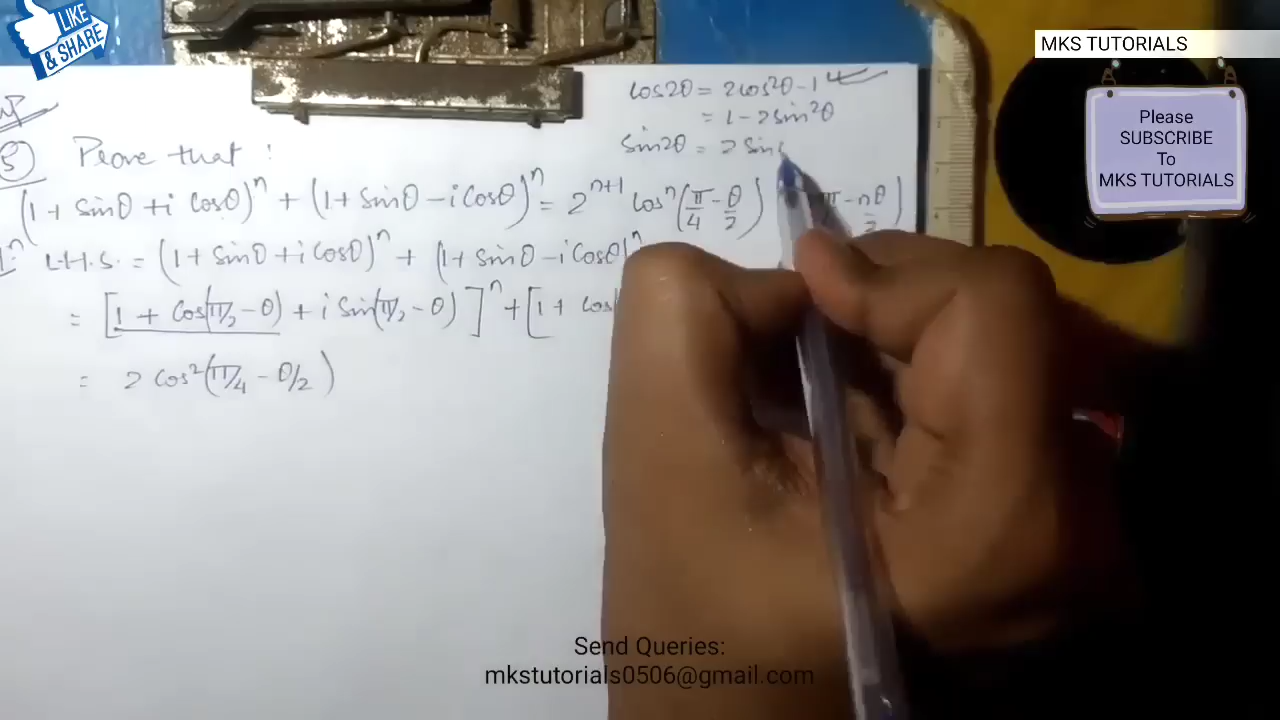 LIKE
& SHARE
MKS TUTORIALS
Please
SUBSCRIBE
To
MKS TUTORIALS
cos2θ = 2cos²θ-1
= 1-2sin²θ
sin2θ = 2 sin
5) Prove that :
(1+ sinθ +i cosθ)ⁿ + (1+ sinθ -i cosθ)ⁿ = 2ⁿ⁺¹ cosⁿ(π/4 - θ/2) - nθ/2)
L.H.S. = (1+ sinθ +i cosθ)ⁿ + (1+ sinθ -i cosθ)ⁿ
= [1 + cos(π/2 -θ) + i sin(π/2 -θ) ]ⁿ + [1+ cos
= 2 cos²(π/4 - θ/2 )
Send Queries:
mkstutorials0506@gmail.com